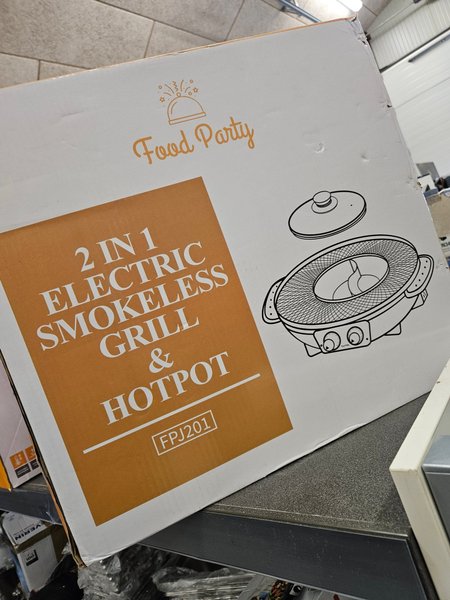 Food Party
2 IN 1
ELECTRIC
SMOKELESS
GRILL
&
HOTPOT
FPJ201